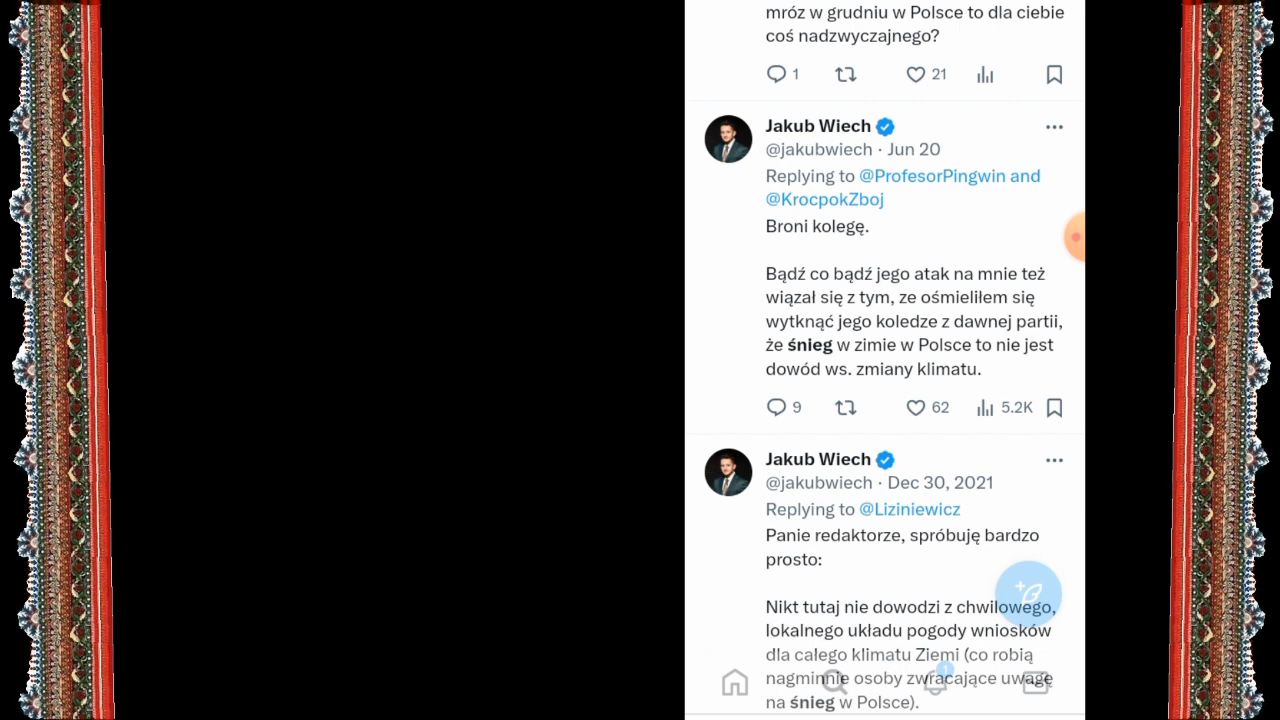 mróz w grudniu w Polsce to dla ciebie
coś nadzwyczajnego?
1 21
Jakub Wiech
@jakubwiech · Jun 20
Replying to @ProfesorPingwin and
@KrocpokZboj
Broni kolegę.
Bądź co bądź jego atak na mnie też
wiązał się z tym, ze ośmieliłem się
wytknąć jego koledze z dawnej partii,
że śnieg w zimie w Polsce to nie jest
dowód ws. zmiany klimatu.
9 62 5.2K
Jakub Wiech
@jakubwiech · Dec 30, 2021
Replying to @Liziniewicz
Panie redaktorze, spróbuję bardzo
prosto:
Nikt tutaj nie dowodzi z chwilowego,
lokalnego układu pogody wniosków
dla całego klimatu Ziemi (co robią
nagminnie osoby zwracające uwagę
1
na śnieg w Polsce).